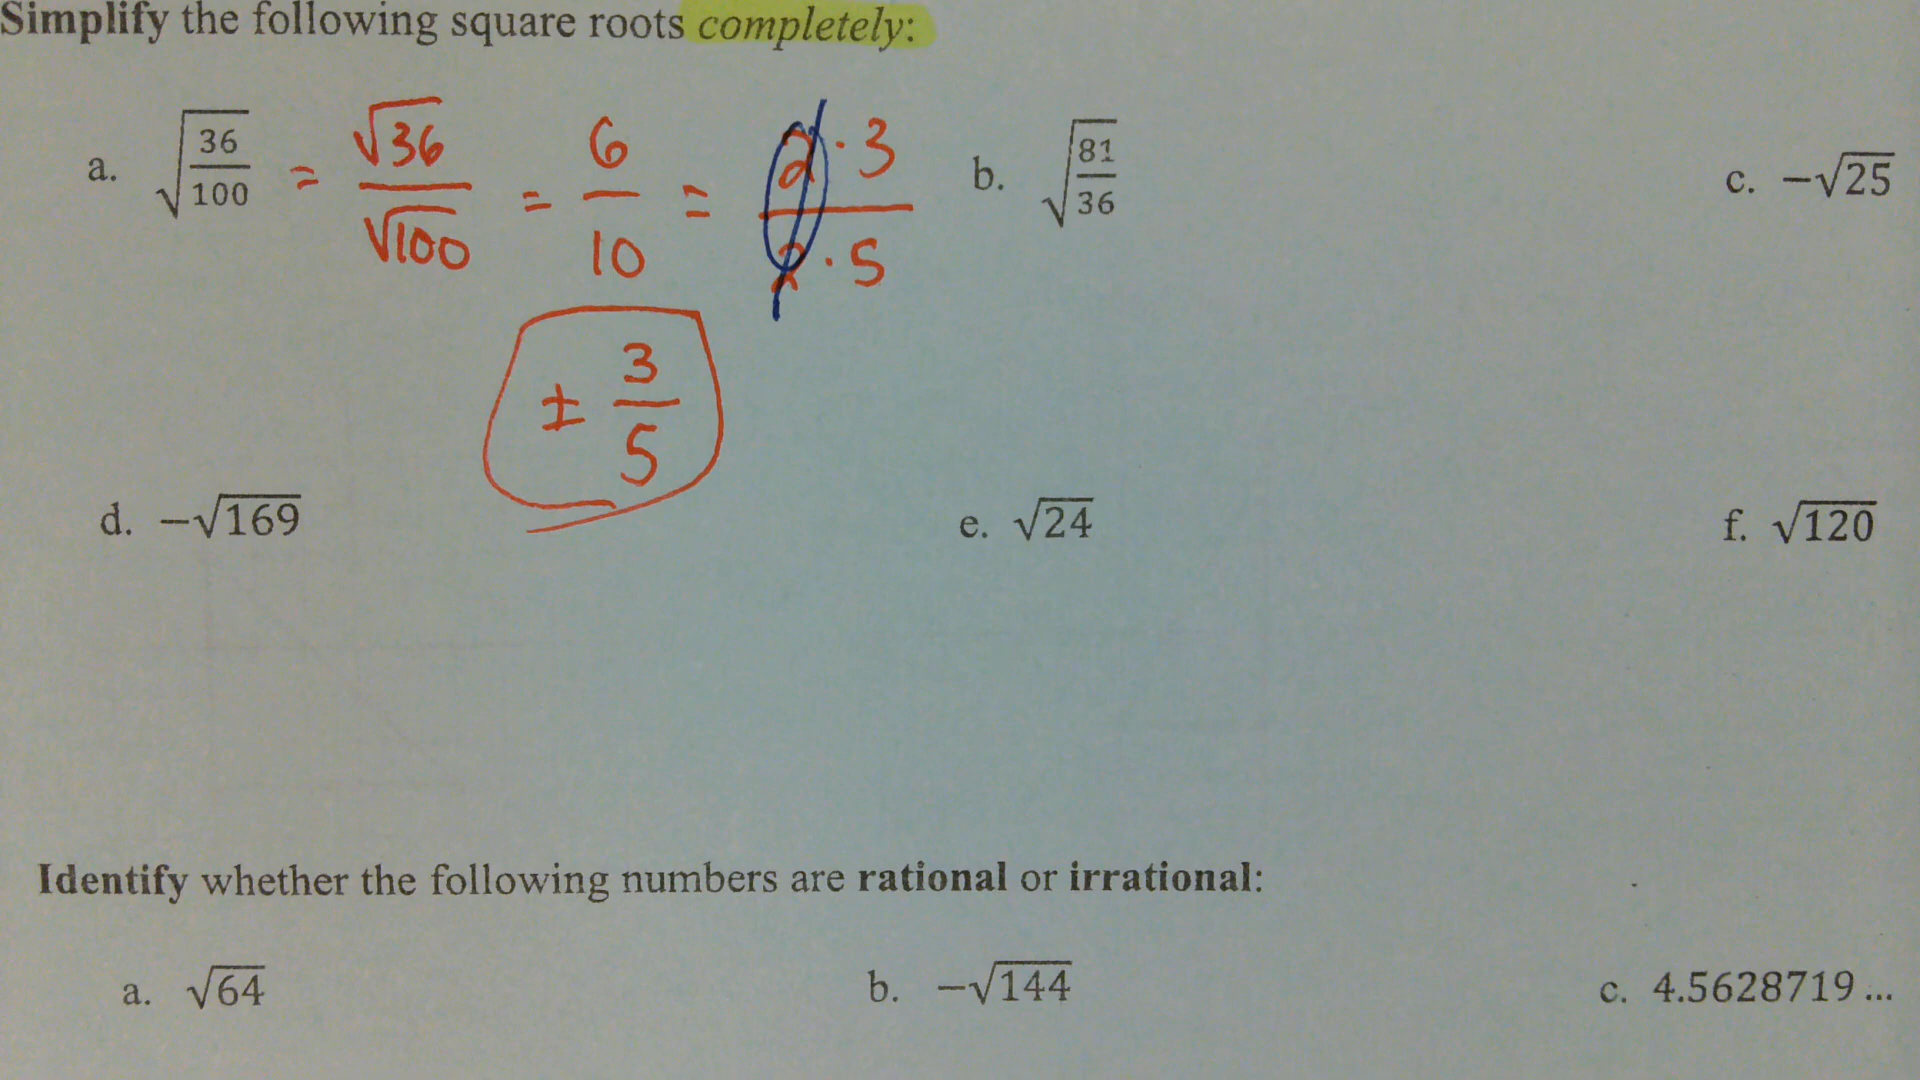 Simplify the following square roots completely:
a. √(36/100) = √36/√100 = 6/10 = 2·3/2·5 b. √(81/36) c. −√25
± 3/5
d. −√169 e. √24 f. √120
Identify whether the following numbers are rational or irrational:
a. √64 b. −√144 c. 4.5628719 ...